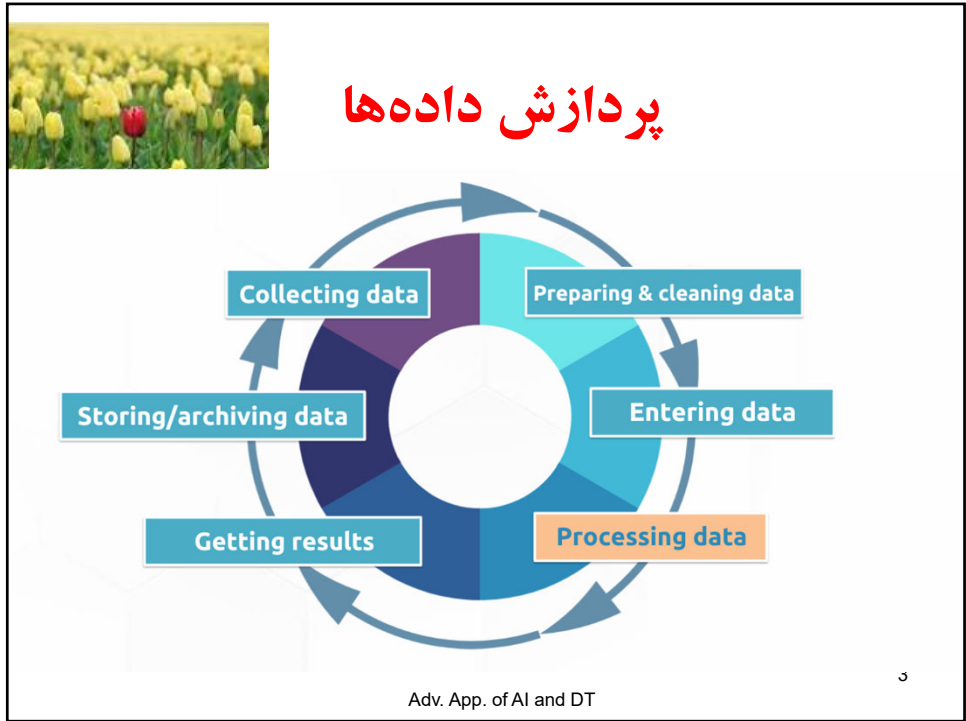 پردازش داده‌ها
Collecting data
Preparing & cleaning data
Storing/archiving data
Entering data
Getting results
Processing data
3
Adv. App. of AI and DT